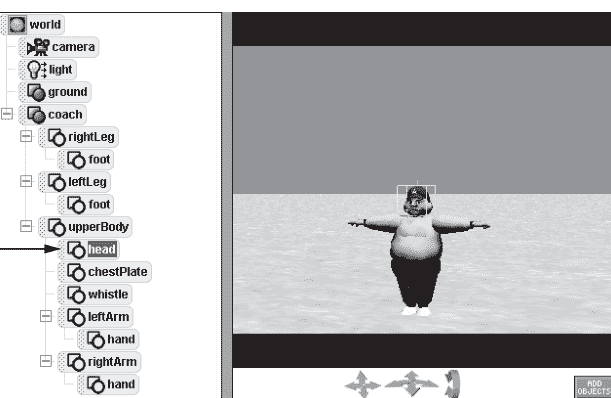 world
camera
light
ground
coach
rightLeg
foot
leftLeg
foot
upperBody
head
chestPlate
whistle
leftArm
hand
rightArm
hand
ADD
OBJECTS